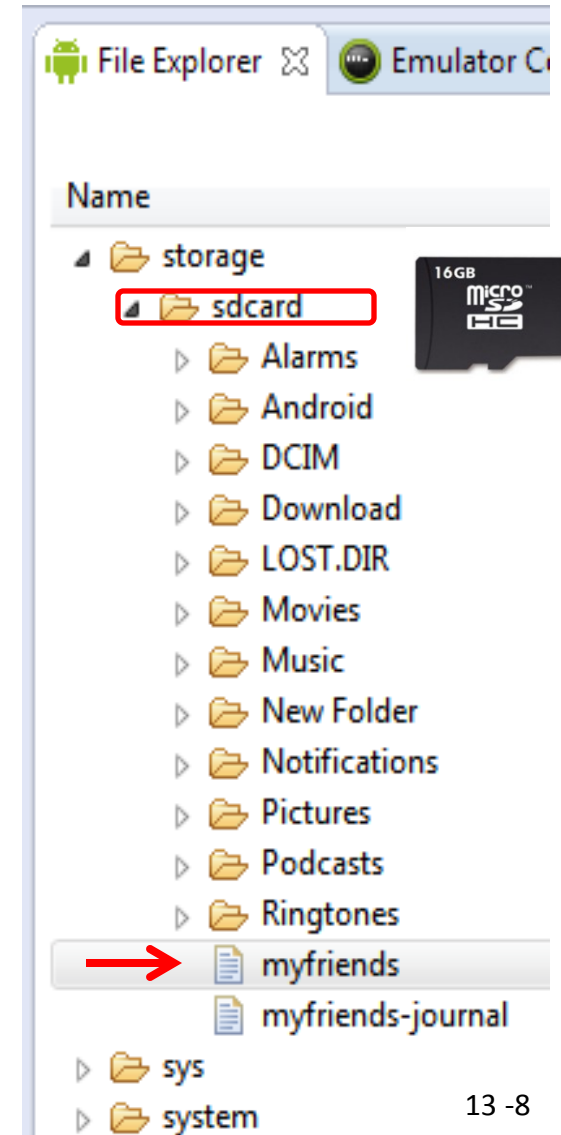 File Explorer Emulator C
Name
storage
16GB
Micro™
SD
HC
sdcard
Alarms
Android
DCIM
Download
LOST.DIR
Movies
Music
New Folder
Notifications
Pictures
Podcasts
Ringtones
myfriends
myfriends-journal
sys
system
13 -8